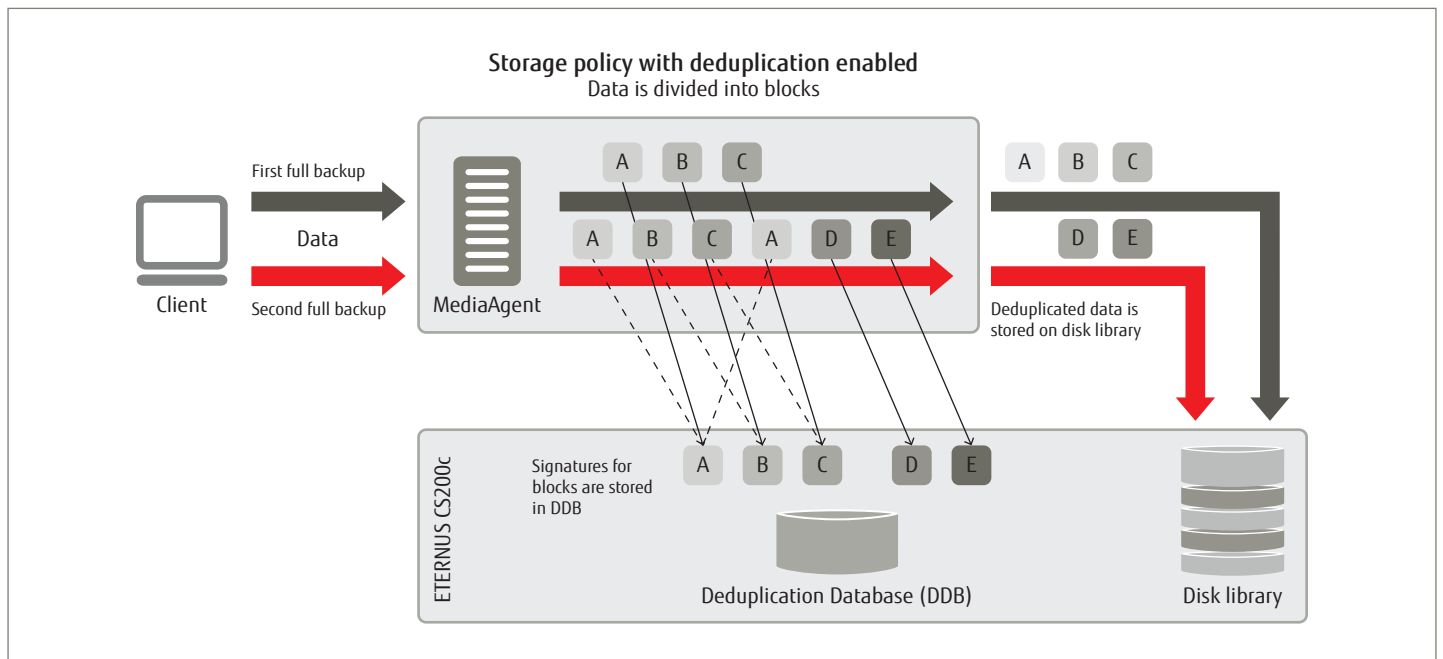 Storage policy with deduplication enabled
Data is divided into blocks
First full backup
Data
Second full backup
Client
MediaAgent
A B C
A B C A D E
A B C
D E
Deduplicated data is
stored on disk library
ETERNUS CS200c
Signatures for
blocks are stored
in DDB
A B C D E
Deduplication Database (DDB)
Disk library